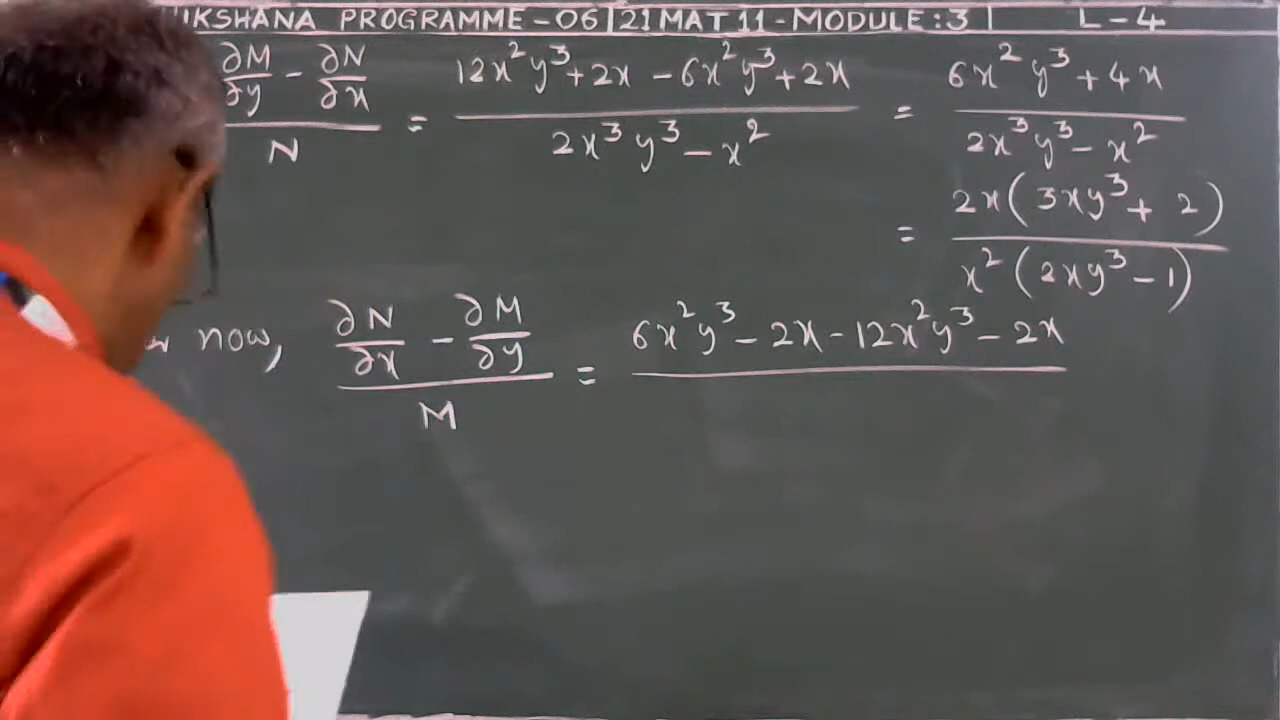 IKSHANA PROGRAMME - 06 | 21MAT11 - MODULE : 3 | L - 4
(∂M/∂y - ∂N/∂x)/N = (12x²y³ + 2x - 6x²y³ + 2x)/(2x³y³ - x²) = (6x²y³ + 4x)/(2x³y³ - x²)
= 2x(3xy³ + 2)/x²(2xy³ - 1)
now, (∂N/∂x - ∂M/∂y)/M = 6x²y³ - 2x - 12x²y³ - 2x